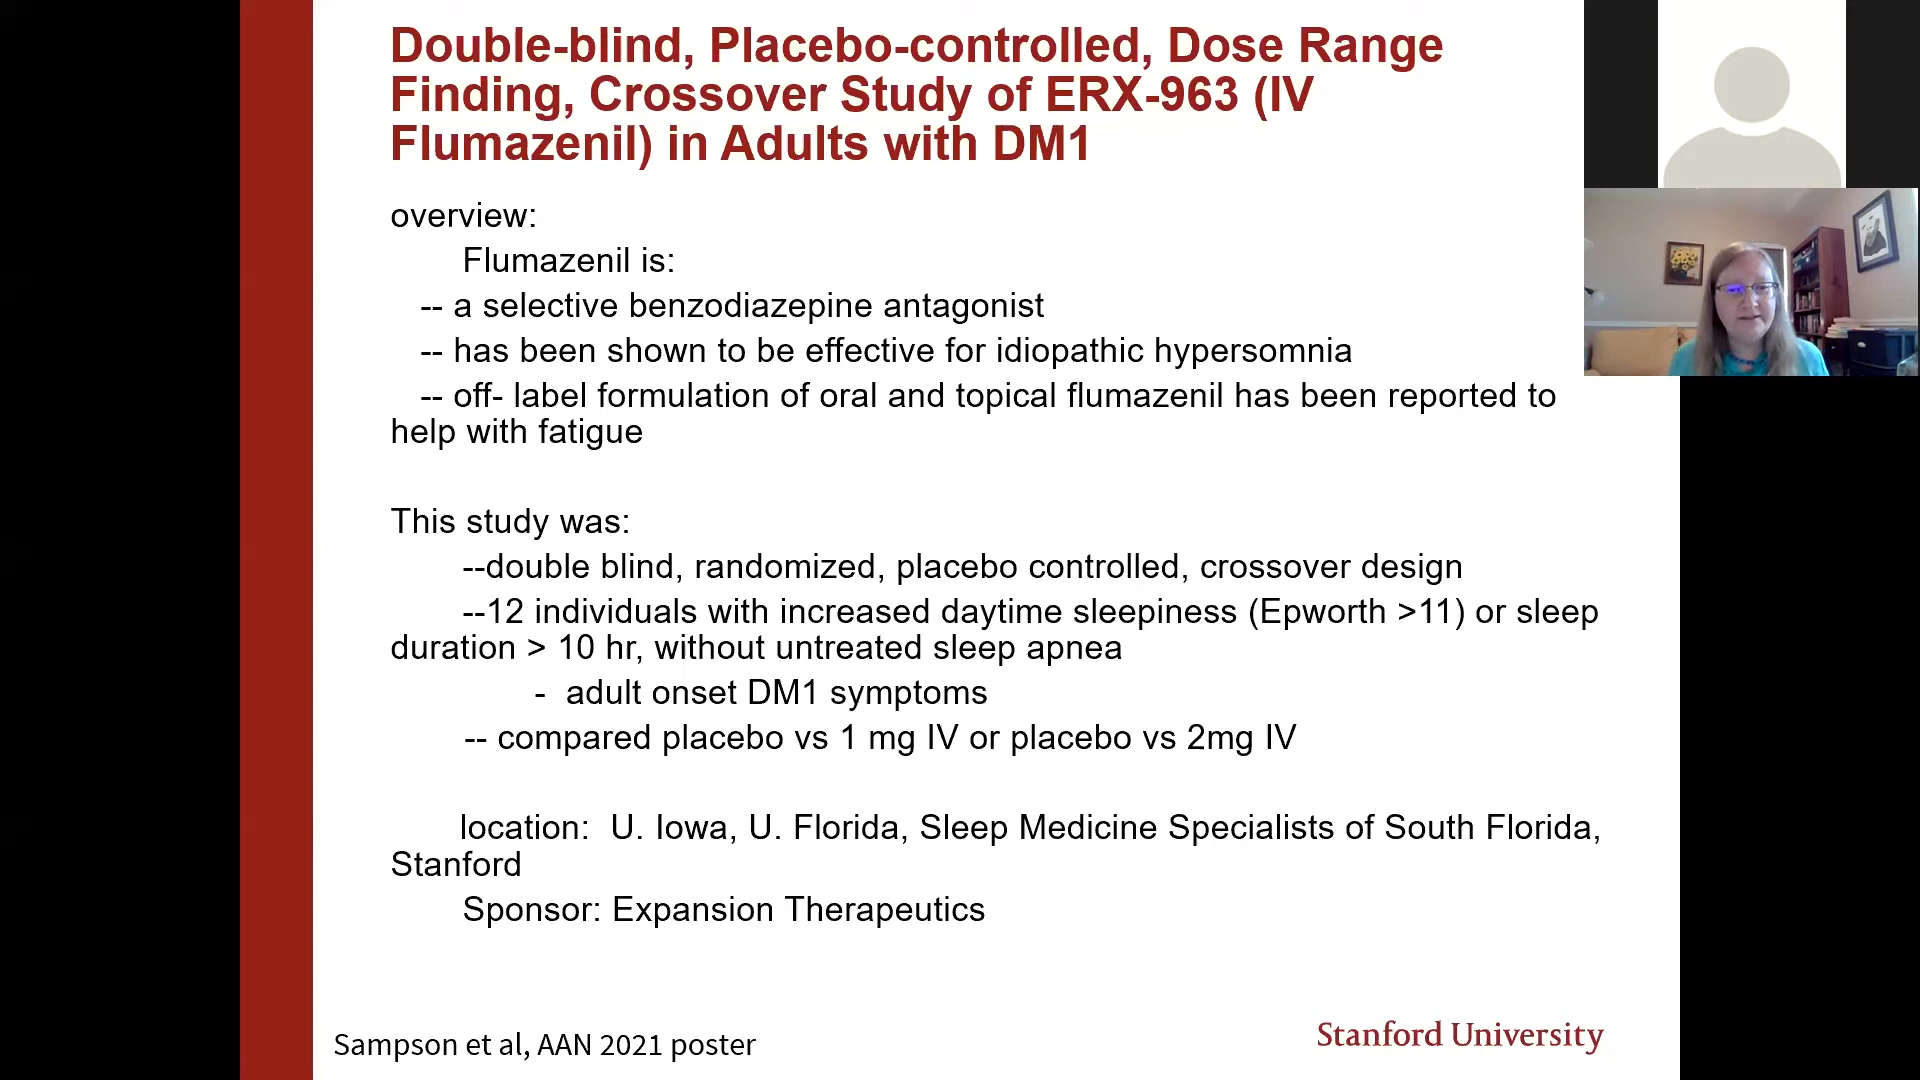 Double-blind, Placebo-controlled, Dose Range
Finding, Crossover Study of ERX-963 (IV
Flumazenil) in Adults with DM1
overview:
Flumazenil is:
-- a selective benzodiazepine antagonist
-- has been shown to be effective for idiopathic hypersomnia
-- off- label formulation of oral and topical flumazenil has been reported to
help with fatigue
This study was:
--double blind, randomized, placebo controlled, crossover design
--12 individuals with increased daytime sleepiness (Epworth >11) or sleep
duration > 10 hr, without untreated sleep apnea
- adult onset DM1 symptoms
-- compared placebo vs 1 mg IV or placebo vs 2mg IV
location: U. Iowa, U. Florida, Sleep Medicine Specialists of South Florida,
Stanford
Sponsor: Expansion Therapeutics
Sampson et al, AAN 2021 poster
Stanford University